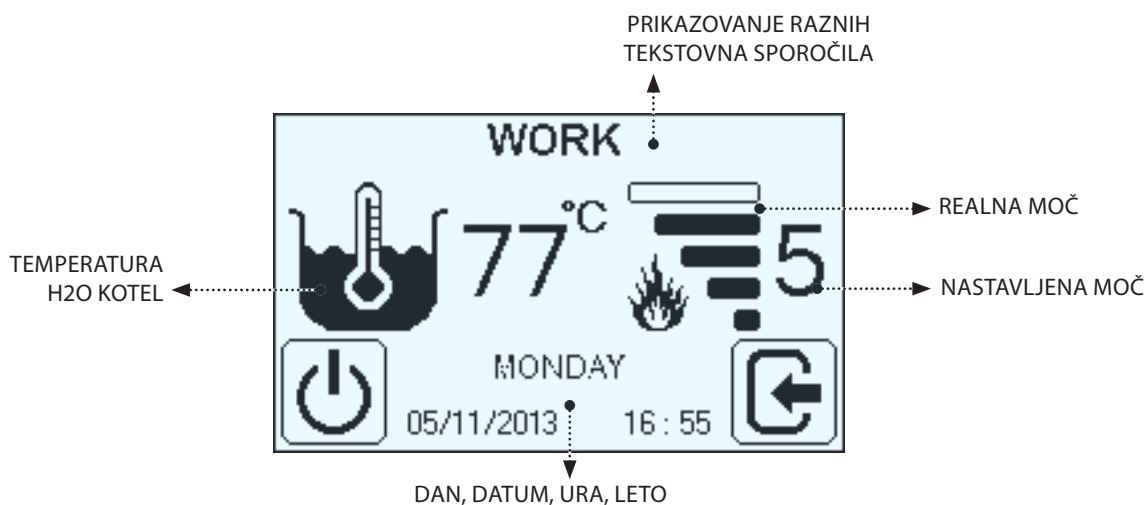 PRIKAZOVANJE RAZNIH
TEKSTOVNA SPOROČILA
WORK
77°C
5
REALNA MOČ
TEMPERATURA
H2O KOTEL
NASTAVLJENA MOČ
MONDAY
05/11/2013 16 : 55
DAN, DATUM, URA, LETO